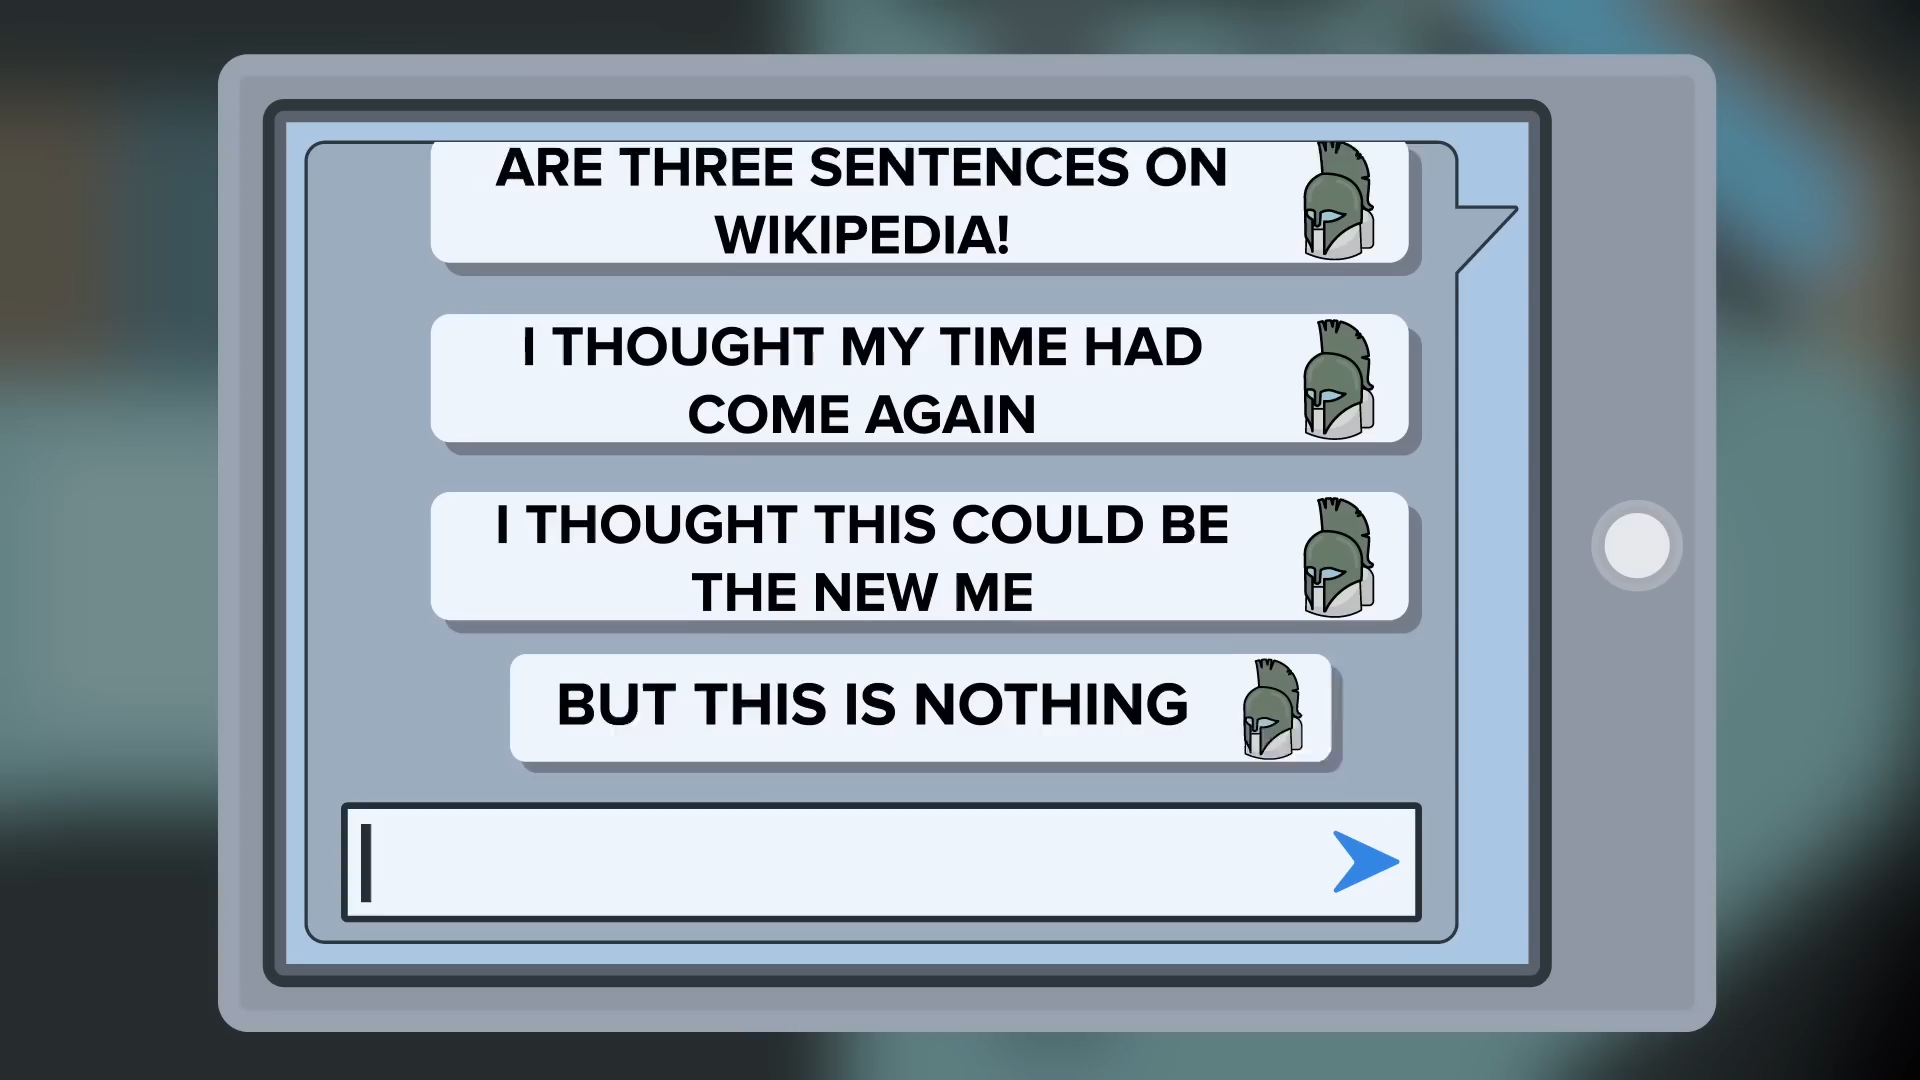 ARE THREE SENTENCES ON
WIKIPEDIA!
I THOUGHT MY TIME HAD
COME AGAIN
I THOUGHT THIS COULD BE
THE NEW ME
BUT THIS IS NOTHING